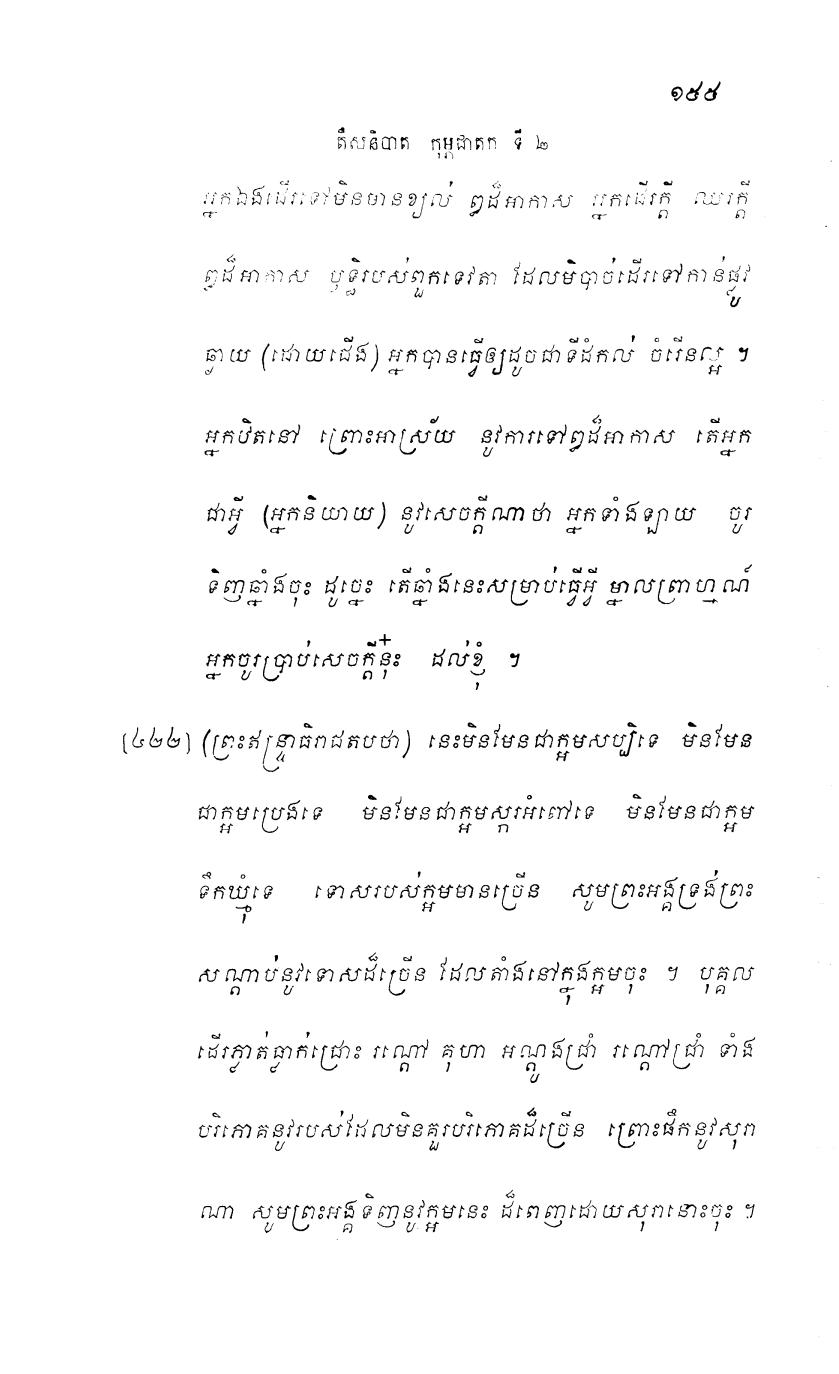 ១៥៥
តឹសនិបាត កុម្ភជាតក ទី ២
អ្នកឯងដើរទៅមិនមានខ្យល់ ឰដ៏អាកាស អ្នកដើរក្តី ឈរក្តី
ឰដ៏អាកាស ឫទ្ធិរបស់ពួកទេវតា ដែលមិបាច់ដើរទៅកាន់ផ្លូវ
ឆ្ងាយ (ដោយជើង) អ្នកបានធ្វើឲ្យដូចជាទីដំកល់ ចំរើនល្អ ។
អ្នកឋិតនៅ ព្រោះអាស្រ័យ នូវការទៅឰដ៏អាកាស តើអ្នក
ជាអ្វី (អ្នកនិយាយ) នូវសេចក្តីណាថា អ្នកទាំងឡាយ ចូរ
ទិញឆ្នាំងចុះ ដូច្នេះ តើឆ្នាំងនេះសម្រាប់ធ្វើអ្វី ម្នាលព្រាហ្មណ៍
អ្នកចូរប្រាប់សេចក្តីនុ៎ះ ដល់ខ្ញុំ ។
[៤២២] (ព្រះឥន្ទ្រាធិរាជតបថា) នេះមិនមែនជាក្អមសប្បិទេ មិនមែន
ជាក្អមប្រេងទេ មិនមែនជាក្អមស្ករអំពៅទេ មិនមែនជាក្អម
ទឹកឃ្មុំទេ ទោសរបស់ក្អមមានច្រើន សូមព្រះអង្គទ្រង់ព្រះ
សណ្តាប់នូវទោសដ៏ច្រើន ដែលតាំងនៅក្នុងក្អមចុះ ។ បុគ្គល
ដើរភ្លាត់ធ្លាក់ជ្រោះ រណ្តៅ គុហា អណ្តូងជ្រាំ រណ្តៅជ្រាំ ទាំង
បរិភោគនូវរបស់ដែលមិនគួរបរិភោគដ៏ច្រើន ព្រោះផឹកនូវសុរា
ណា សូមព្រះអង្គទិញនូវក្អមនេះ ដ៏ពេញដោយសុរានោះចុះ ។